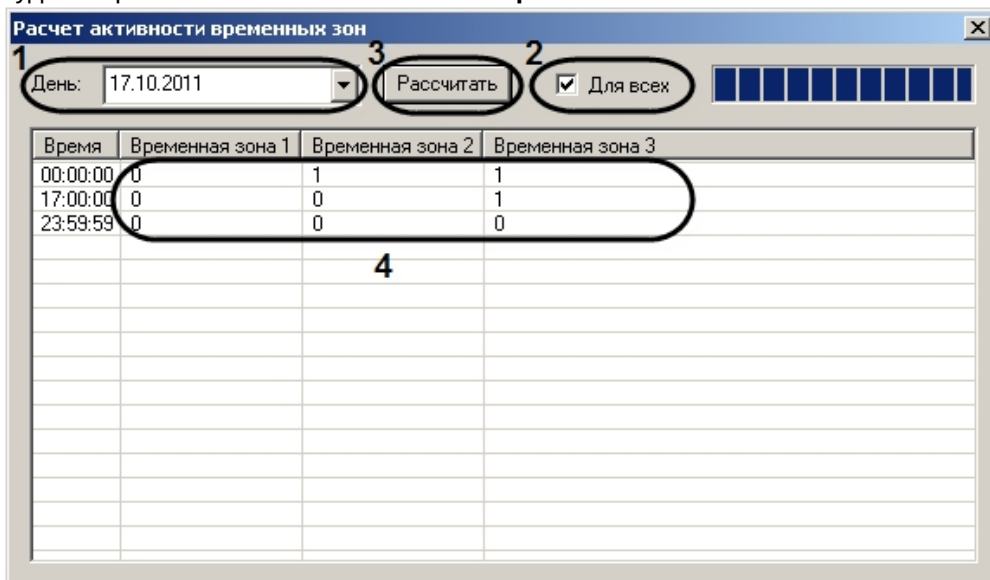 Расчет активности временных зон
1 3 2
День: 17.10.2011 Рассчитать Для всех
Время Временная зона 1 Временная зона 2 Временная зона 3
00:00:00 0 1 1
17:00:00 0 0 1
23:59:59 0 0 0
4